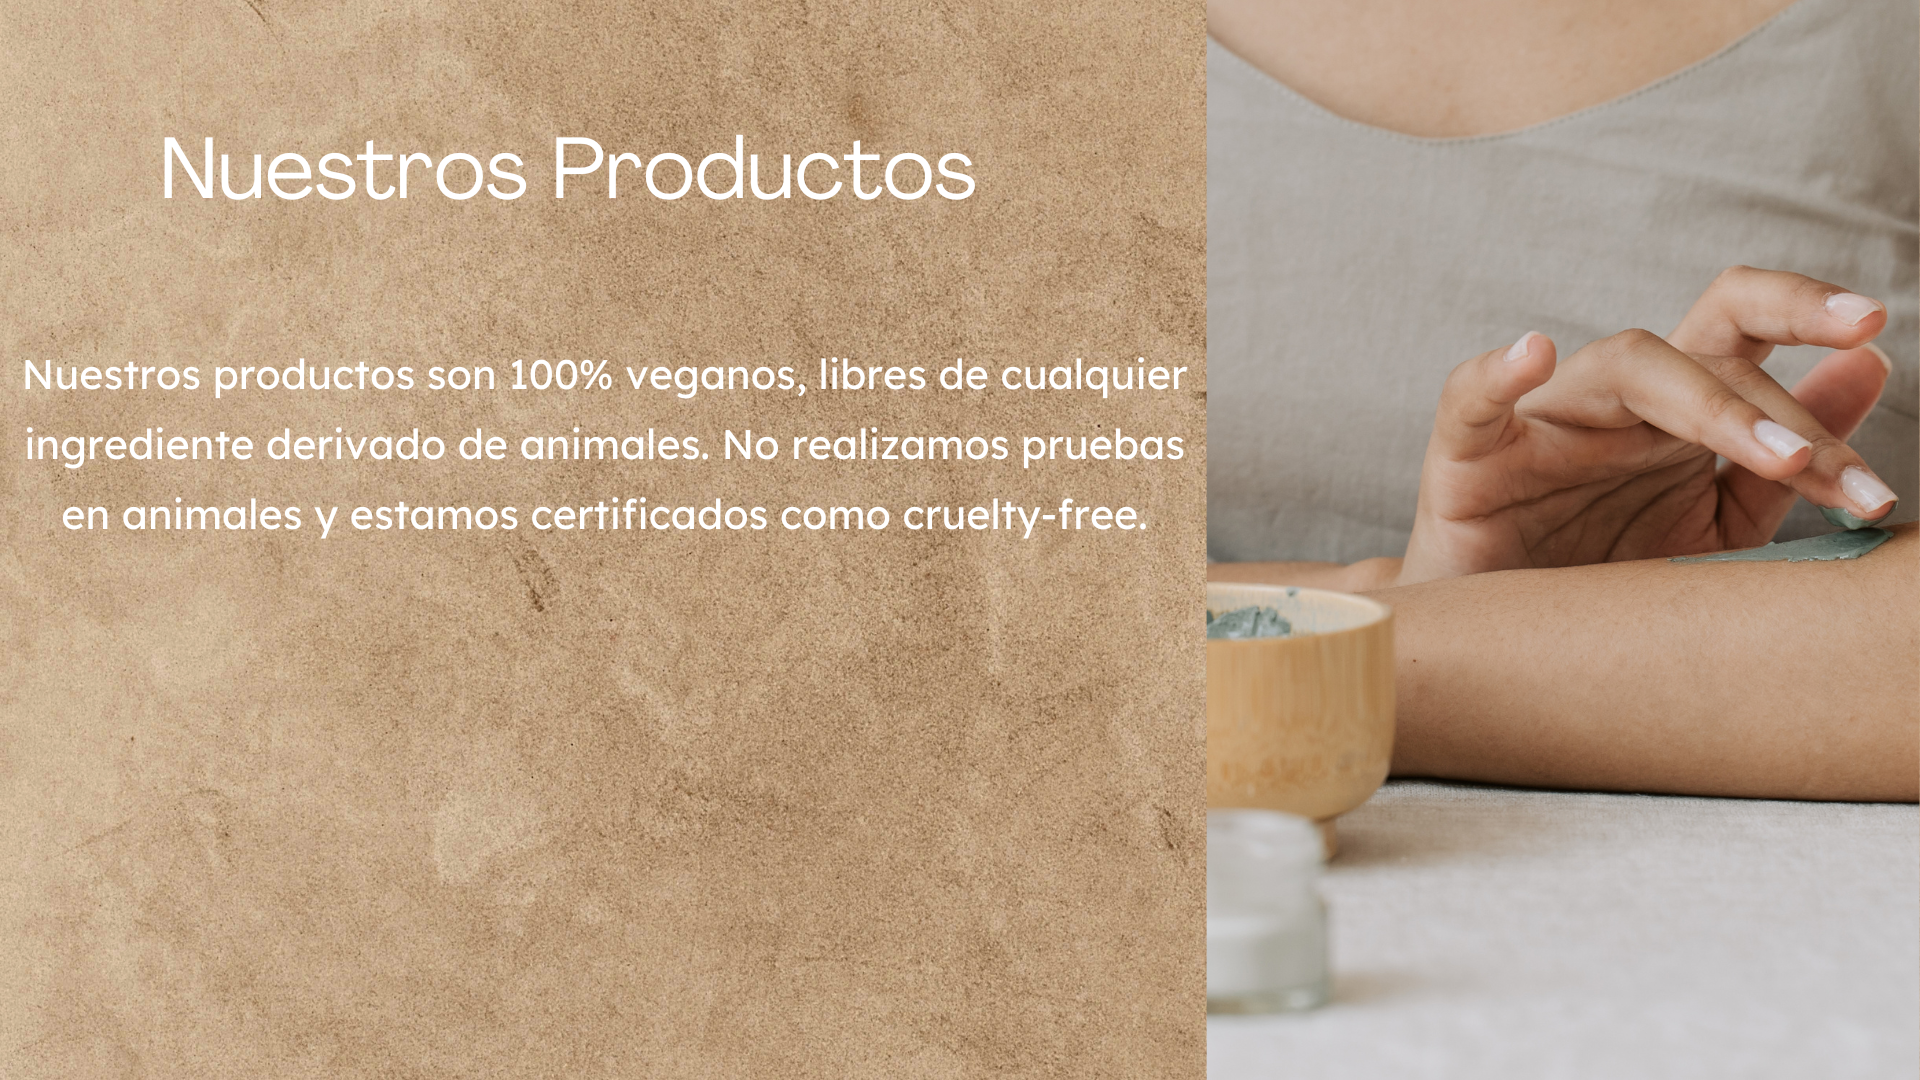 Nuestros Productos
Nuestros productos son 100% veganos, libres de cualquier
ingrediente derivado de animales. No realizamos pruebas
en animales y estamos certificados como cruelty-free.